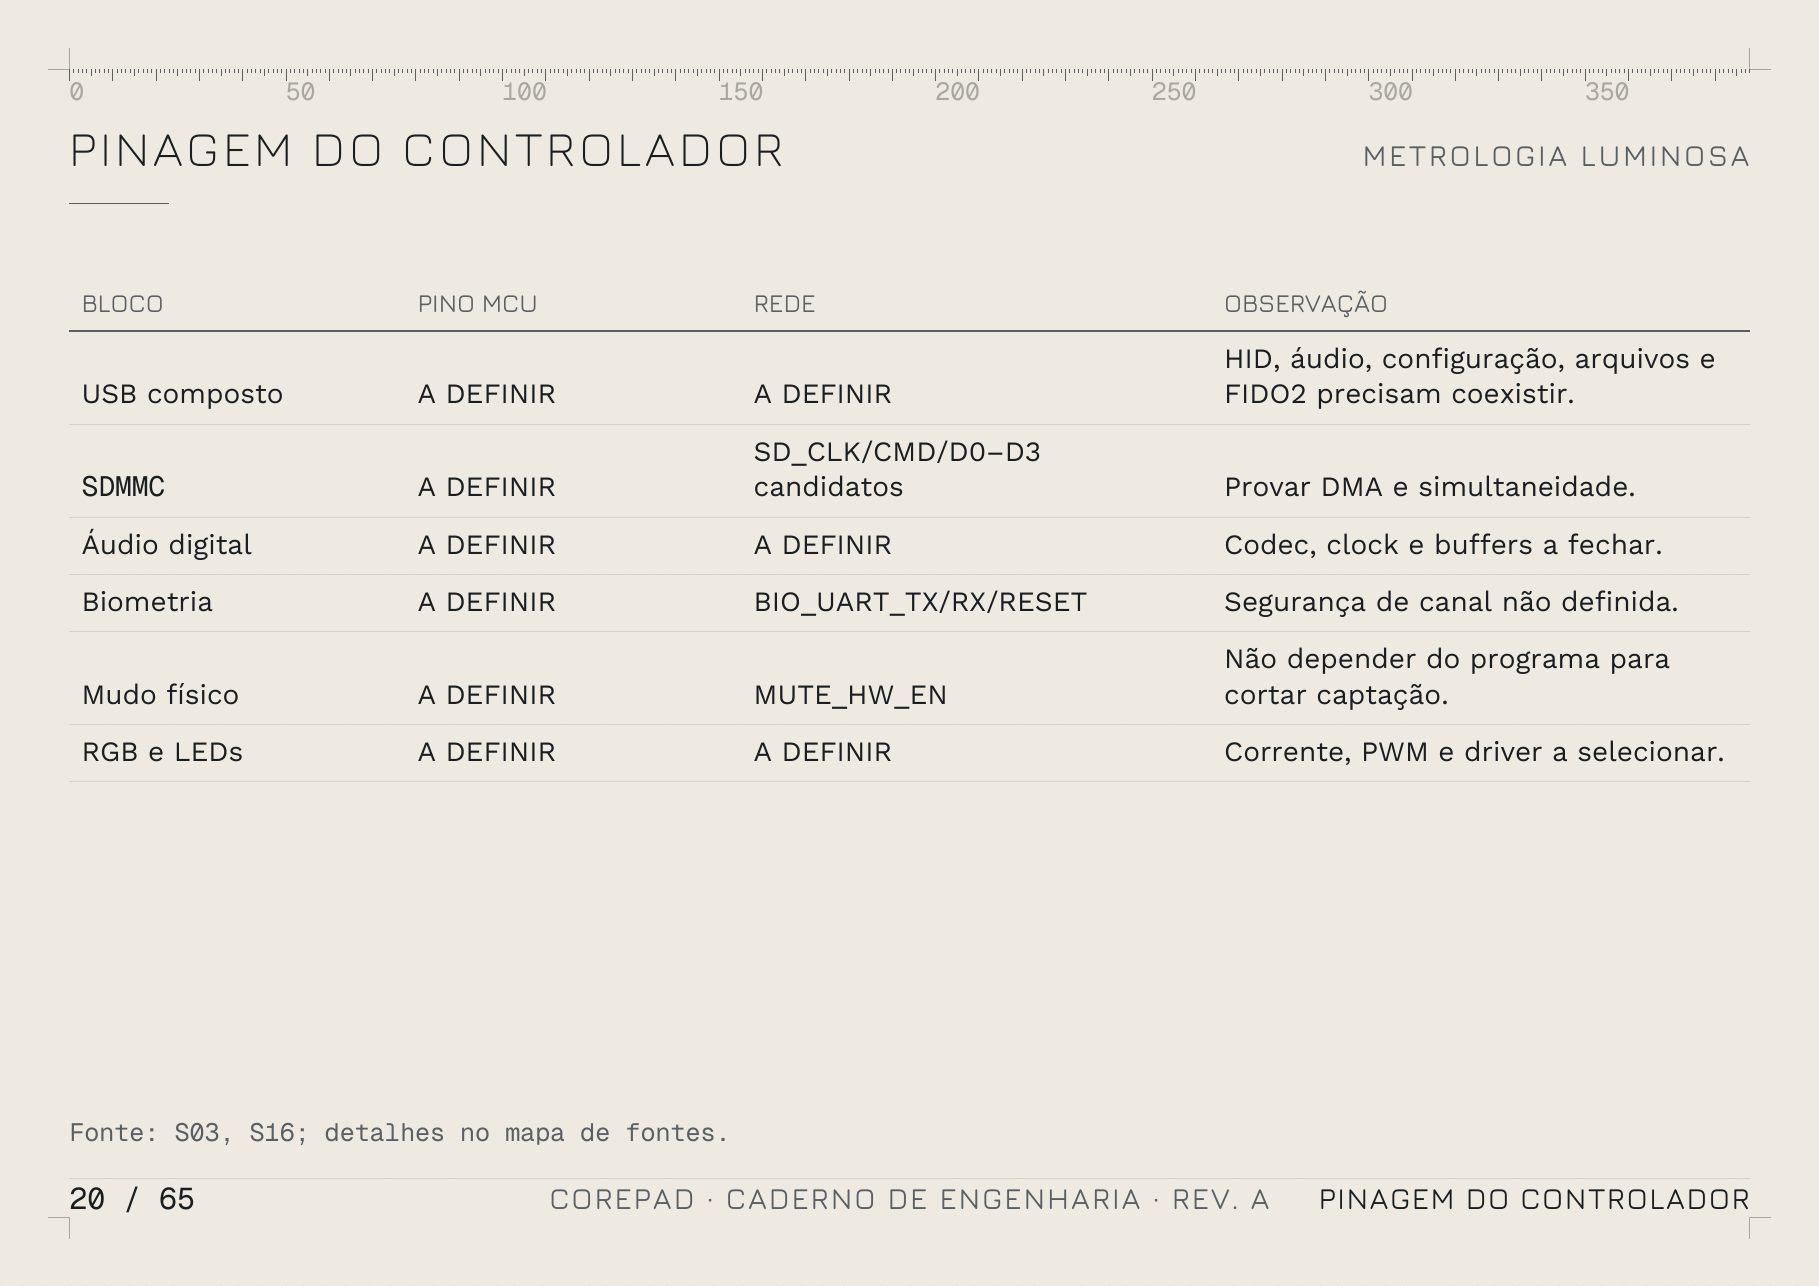 0 50 100 150 200 250 300 350
PINAGEM DO CONTROLADOR
METROLOGIA LUMINOSA
BLOCO PINO MCU REDE OBSERVAÇÃO
USB composto A DEFINIR A DEFINIR HID, áudio, configuração, arquivos e
FIDO2 precisam coexistir.
SDMMC A DEFINIR SD_CLK/CMD/D0–D3
candidatos Provar DMA e simultaneidade.
Áudio digital A DEFINIR A DEFINIR Codec, clock e buffers a fechar.
Biometria A DEFINIR BIO_UART_TX/RX/RESET Segurança de canal não definida.
Mudo físico A DEFINIR MUTE_HW_EN Não depender do programa para
cortar captação.
RGB e LEDs A DEFINIR A DEFINIR Corrente, PWM e driver a selecionar.
Fonte: S03, S16; detalhes no mapa de fontes.
20 / 65 COREPAD · CADERNO DE ENGENHARIA · REV. A PINAGEM DO CONTROLADOR